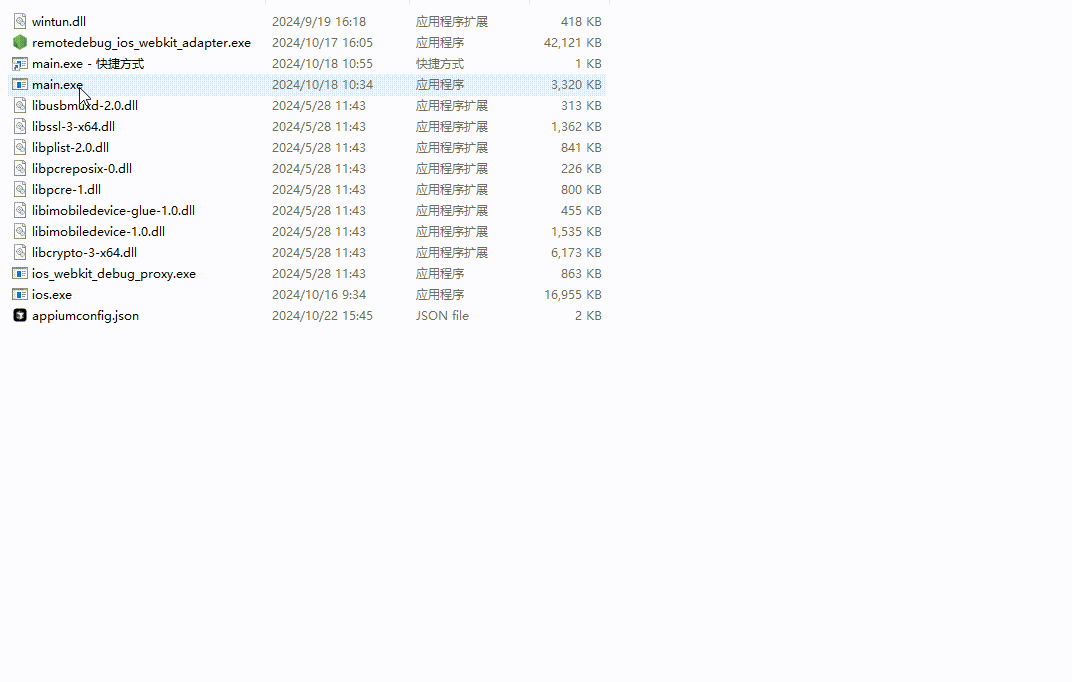 wintun.dll 2024/9/19 16:18 应用程序扩展 418 KB
remotedebug_ios_webkit_adapter.exe 2024/10/17 16:05 应用程序 42,121 KB
main.exe - 快捷方式 2024/10/18 10:55 快捷方式 1 KB
main.exe 2024/10/18 10:34 应用程序 3,320 KB
libusbmuxd-2.0.dll 2024/5/28 11:43 应用程序扩展 313 KB
libssl-3-x64.dll 2024/5/28 11:43 应用程序扩展 1,362 KB
libplist-2.0.dll 2024/5/28 11:43 应用程序扩展 841 KB
libpcreposix-0.dll 2024/5/28 11:43 应用程序扩展 226 KB
libpcre-1.dll 2024/5/28 11:43 应用程序扩展 800 KB
libimobiledevice-glue-1.0.dll 2024/5/28 11:43 应用程序扩展 455 KB
libimobiledevice-1.0.dll 2024/5/28 11:43 应用程序扩展 1,535 KB
libcrypto-3-x64.dll 2024/5/28 11:43 应用程序扩展 6,173 KB
ios_webkit_debug_proxy.exe 2024/5/28 11:43 应用程序 863 KB
ios.exe 2024/10/16 9:34 应用程序 16,955 KB
appiumconfig.json 2024/10/22 15:45 JSON file 2 KB